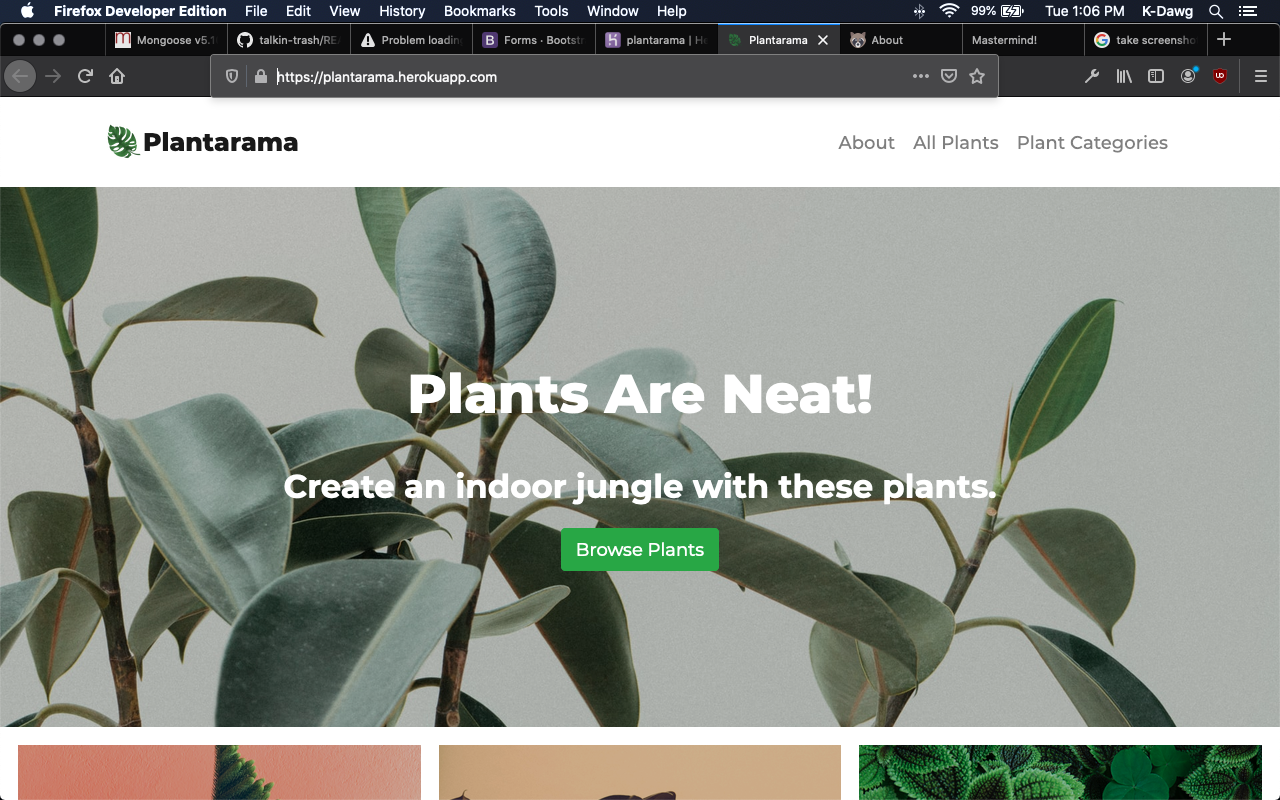 Firefox Developer Edition File Edit View History Bookmarks Tools Window Help 99% Tue 1:06 PM K-Dawg
Mongoose v5.1 talkin-trash/RE Problem loadin Forms · Bootstr plantarama | He Plantarama About Mastermind! take screensho
https://plantarama.herokuapp.com
Plantarama About All Plants Plant Categories
Plants Are Neat!
Create an indoor jungle with these plants.
Browse Plants